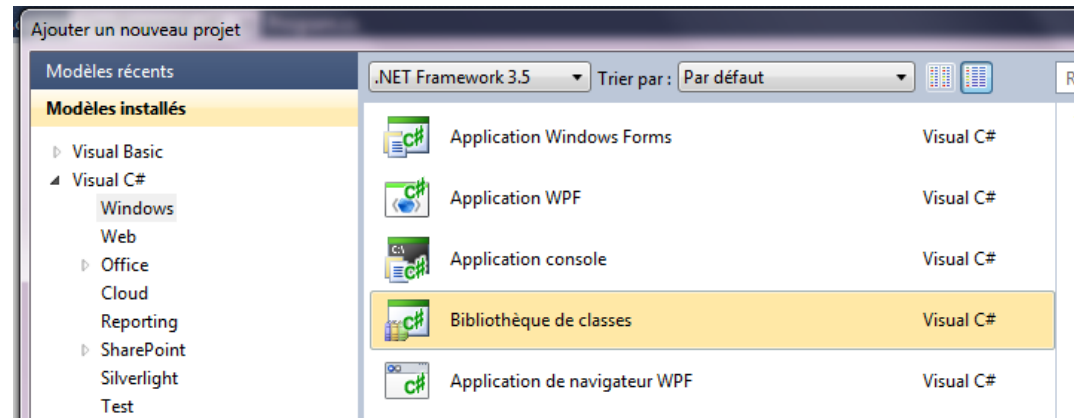 Ajouter un nouveau projet
Modèles récents
Modèles installés
Visual Basic
Visual C#
Windows
Web
Office
Cloud
Reporting
SharePoint
Silverlight
Test
.NET Framework 3.5 Trier par : Par défaut R
Application Windows Forms Visual C#
Application WPF Visual C#
Application console Visual C#
Bibliothèque de classes Visual C#
Application de navigateur WPF Visual C#